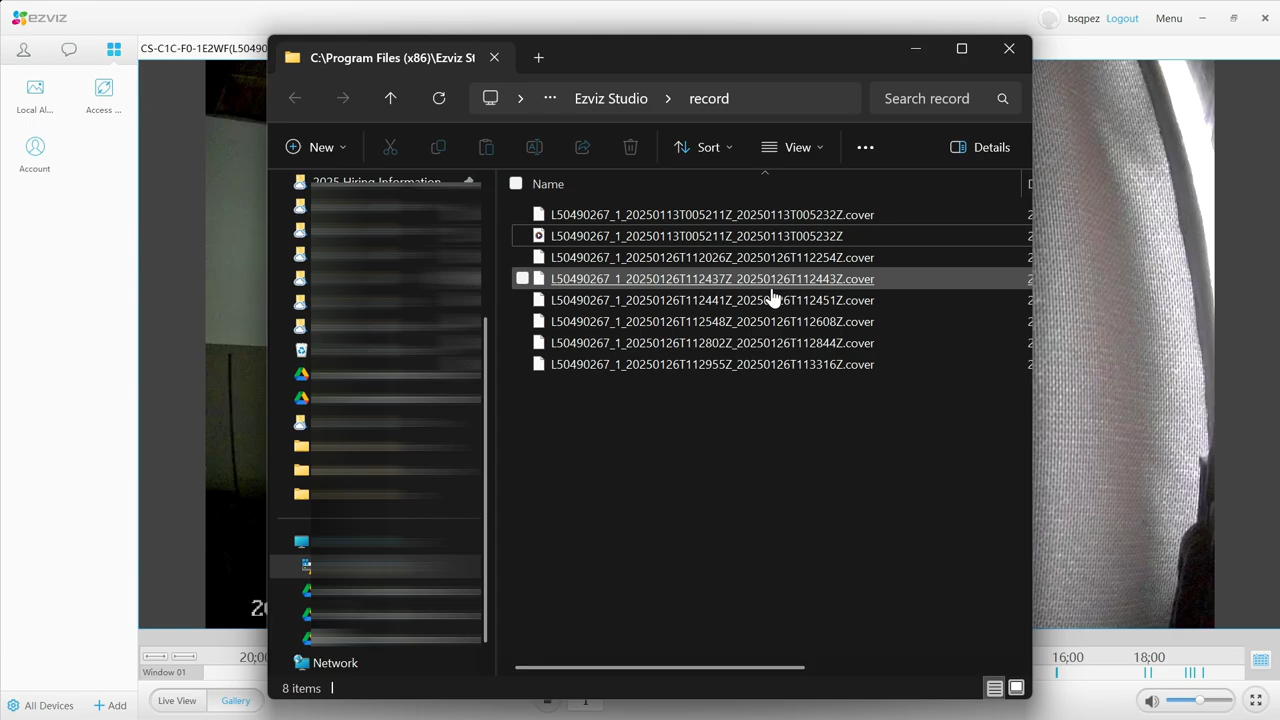 EZVIZ
bsqpez Logout Menu
CS-C1C-F0-1E2WF(L50490
Local Al...
Access ...
Account
C:\Program Files (x86)\Ezviz St
Ezviz Studio > record
Search record
New
Sort
View
Details
2025 Hiring Information
Name
L50490267_1_20250113T005211Z_20250113T005232Z.cover
L50490267_1_20250113T005211Z_20250113T005232Z
L50490267_1_20250126T112026Z_20250126T112254Z.cover
L50490267_1_20250126T112437Z_20250126T112443Z.cover
L50490267_1_20250126T112441Z_20250126T112451Z.cover
L50490267_1_20250126T112548Z_20250126T112608Z.cover
L50490267_1_20250126T112802Z_20250126T112844Z.cover
L50490267_1_20250126T112955Z_20250126T113316Z.cover
Network
8 items
20:00
16:00
18:00
Window 01
All Devices
Add
Live View
Gallery
1